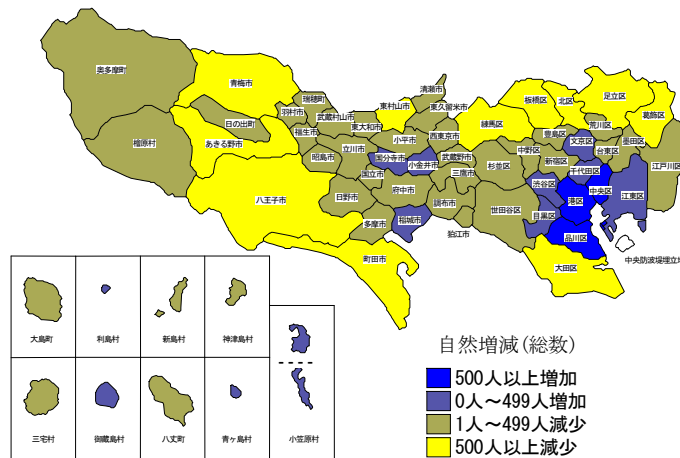 奥多摩町
青梅市
瑞穂町
羽村市
日の出町
福生市
武蔵村山市
東大和市
東村山市
清瀬市
東久留米市
檜原村
あきる野市
昭島市
立川市
小平市
西東京市
国分寺市
小金井市
武蔵野市
国立市
三鷹市
八王子市
日野市
府中市
調布市
多摩市
稲城市
狛江市
町田市
練馬区
板橋区
北区
足立区
葛飾区
豊島区
文京区
荒川区
台東区
墨田区
中野区
新宿区
千代田区
江戸川区
杉並区
渋谷区
中央区
江東区
港区
世田谷区
目黒区
品川区
大田区
中央防波堤埋立地
大島町
利島村
新島村
神津島村
三宅村
御蔵島村
八丈町
青ヶ島村
小笠原村
自然増減(総数)
500人以上増加
0人～499人増加
1人～499人減少
500人以上減少